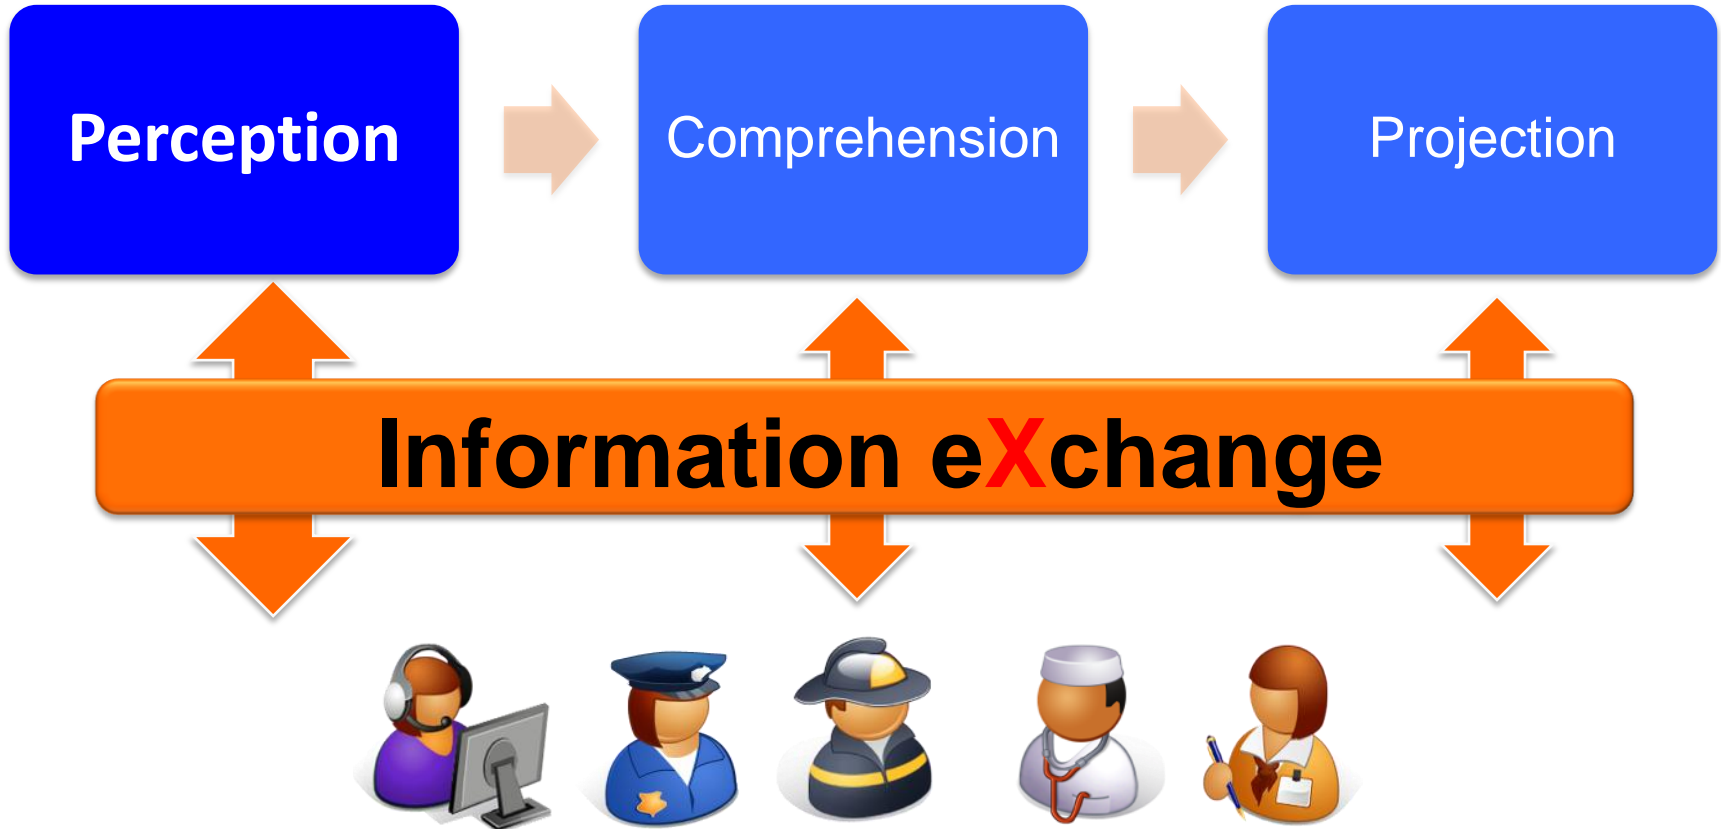 Perception
Comprehension
Projection
Information eXchange